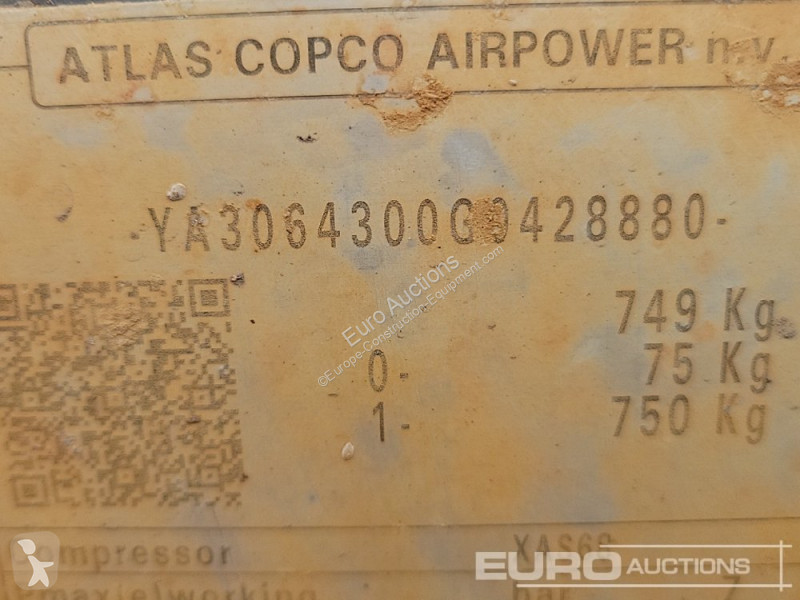 ATLAS COPCO AIRPOWER n.v
YA3064300G0428880-
749 Kg
0- 75 Kg
1- 750 Kg
Euro Auctions
©Europe-Construction-Equipment.com
Compressor
EURO AUCTIONS